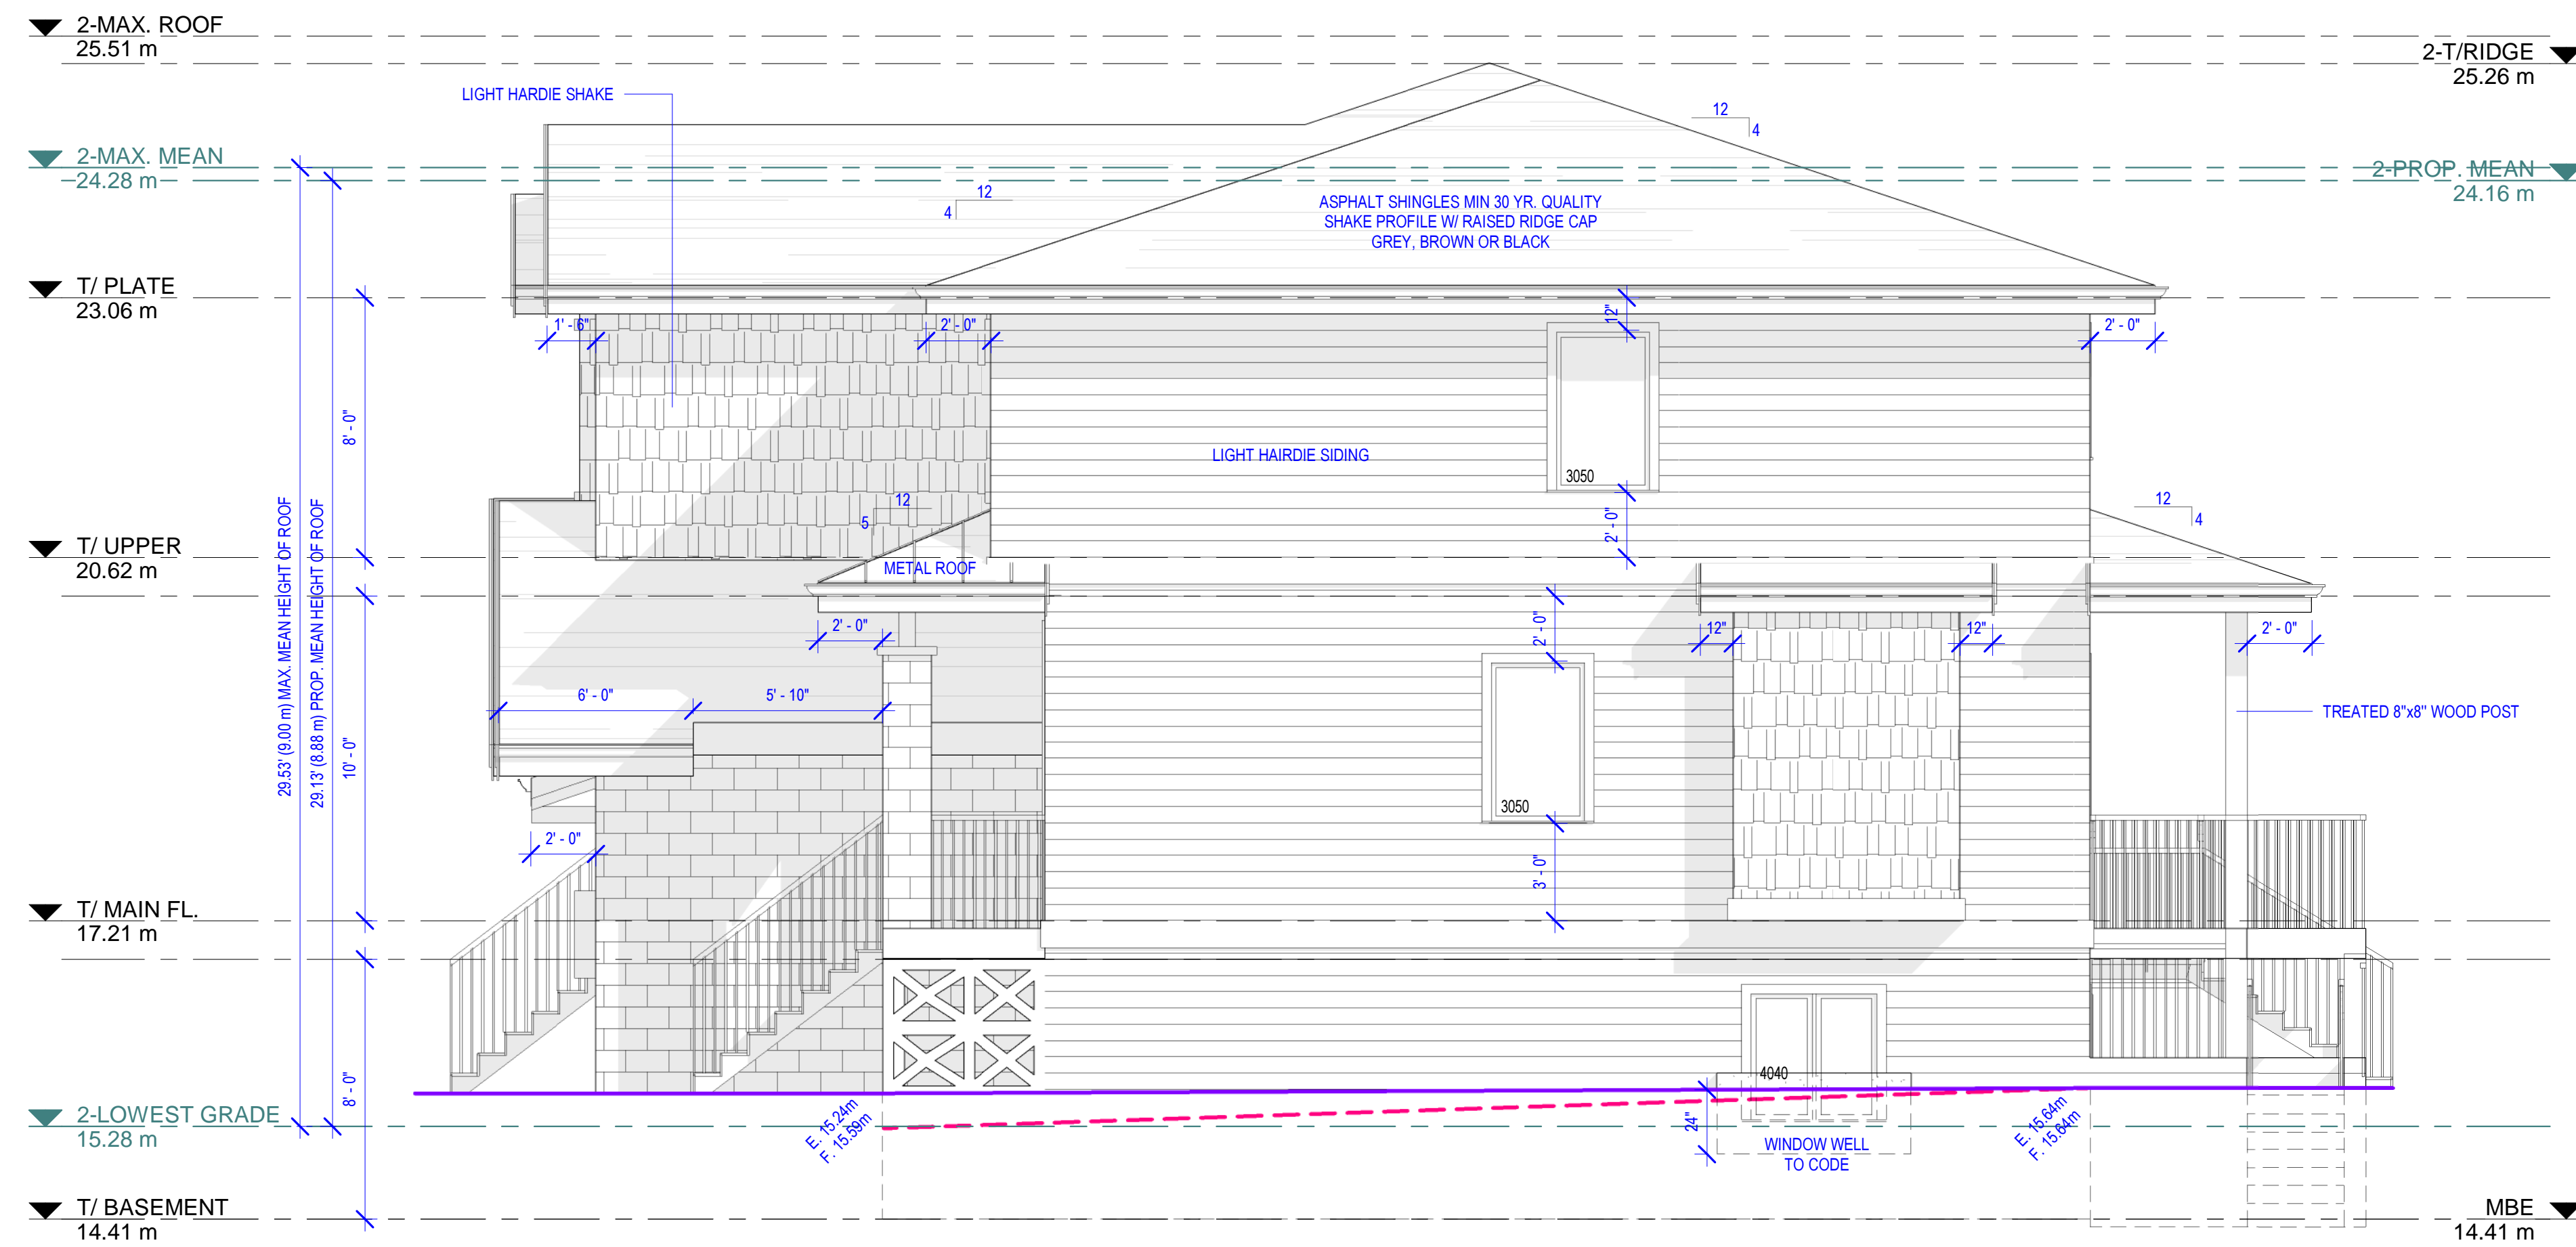 2-MAX. ROOF
25.51 m
2-T/RIDGE
25.26 m
LIGHT HARDIE SHAKE
12
4
2-MAX. MEAN
24.28 m
2-PROP. MEAN
24.16 m
12
4
ASPHALT SHINGLES MIN 30 YR. QUALITY
SHAKE PROFILE W/ RAISED RIDGE CAP
GREY, BROWN OR BLACK
T/ PLATE
23.06 m
1' - 6"
2' - 0"
12"
2' - 0"
8' - 0"
LIGHT HAIRDIE SIDING
3050
12
5
2' - 0"
12
4
T/ UPPER
20.62 m
METAL ROOF
29.53' (9.00 m) MAX. MEAN HEIGHT OF ROOF
29.13' (8.88 m) PROP. MEAN HEIGHT OF ROOF
2' - 0"
2' - 0"
12"
12"
2' - 0"
6' - 0"
5' - 10"
TREATED 8"x8" WOOD POST
10' - 0"
3050
2' - 0"
3' - 0"
T/ MAIN FL.
17.21 m
4040
8' - 0"
2-LOWEST GRADE
15.28 m
E. 15.24m
F. 15.59m
24"
WINDOW WELL
TO CODE
E. 15.64m
F. 15.64m
T/ BASEMENT
14.41 m
MBE
14.41 m